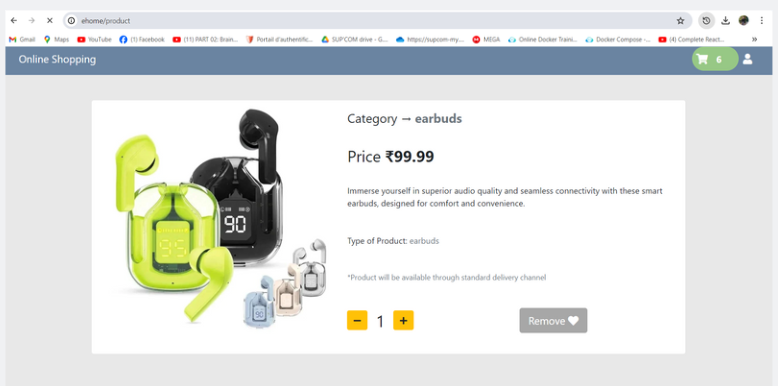 ehome/product
Gmail Maps YouTube (1) Facebook (11) PART 02: Brain... Portail d'authentific... SUP'COM drive - G... https://supcom-my... MEGA Online Docker Traini... Docker Compose -... (4) Complete React... »
Online Shopping 6
Category → earbuds
Price ₹99.99
Immerse yourself in superior audio quality and seamless connectivity with these smart
earbuds, designed for comfort and convenience.
Type of Product: earbuds
*Product will be available through standard delivery channel
− 1 + Remove
90
95
90